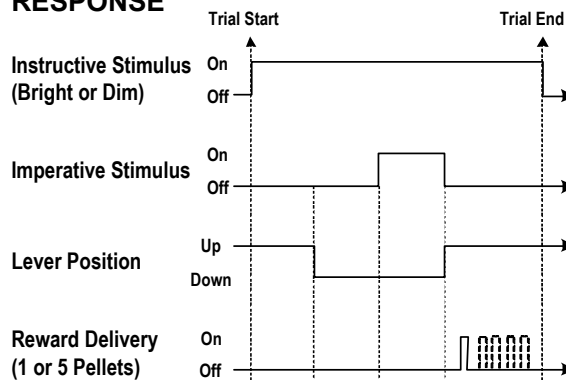 RESPONSE
Trial Start
Trial End
Instructive Stimulus
(Bright or Dim)
On
Off
Imperative Stimulus
On
Off
Lever Position
Up
Down
Reward Delivery
(1 or 5 Pellets)
On
Off